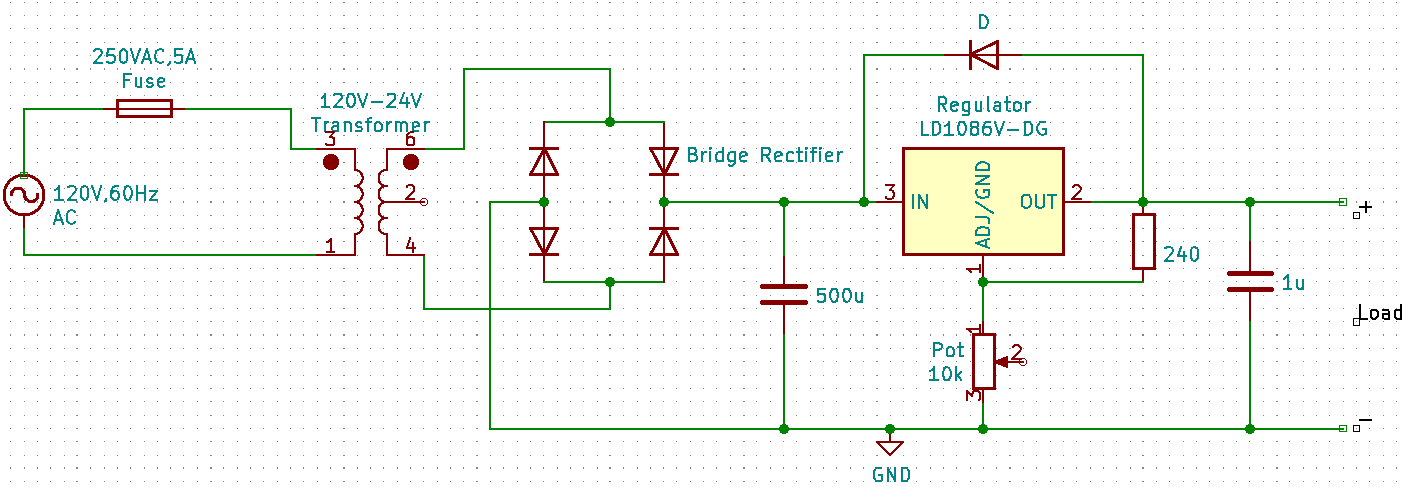 D
250VAC,5A
Fuse
120V-24V
Transformer
3
6
Regulator
LD1086V-DG
Bridge Rectifier
120V,60Hz
AC
2
3
IN
ADJ/GND
OUT
2
+
1
4
1
240
500u
1u
Load
1
Pot
10k
2
3
-
GND